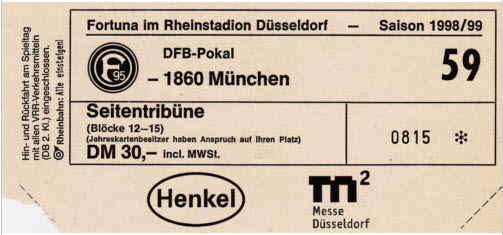 Fortuna im Rheinstadion Düsseldorf – Saison 1998/99
F 95
DFB-Pokal
– 1860 München
59
Seitentribüne
(Blöcke 12–15)
(Jahreskartenbesitzer haben Anspruch auf ihren Platz)
DM 30,– incl. MWSt.
0815 *
Hin- und Rückfahrt am Spieltag
mit allen VRR-Verkehrsmitteln
(DB 2. Kl.) eingeschlossen.
Rheinbahn: Alle einsteigen!
Henkel
m2
Messe
Düsseldorf